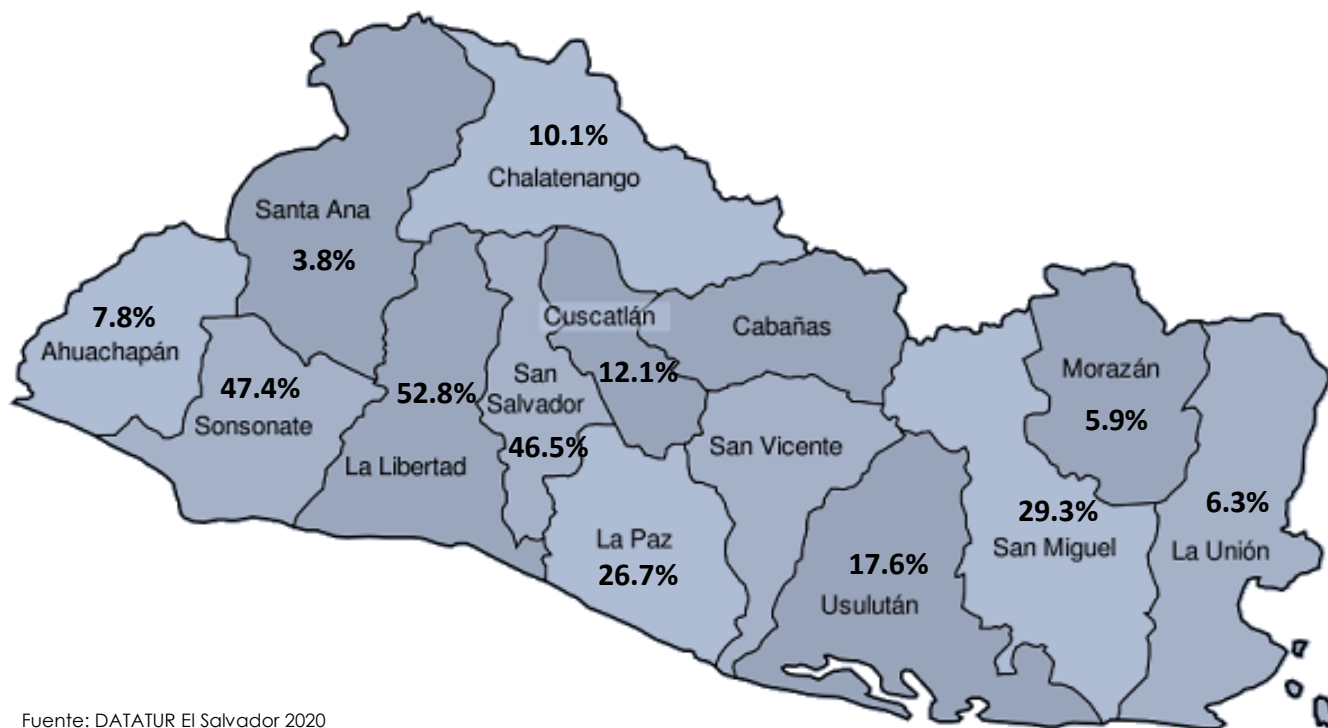 10.1%
Chalatenango
Santa Ana
3.8%
7.8%
Ahuachapán
47.4%
Sonsonate
52.8%
La Libertad
San
Salvador
46.5%
Cuscatlán
12.1%
Cabañas
San Vicente
La Paz
26.7%
17.6%
Usulután
29.3%
San Miguel
Morazán
5.9%
6.3%
La Unión
Fuente: DATATUR El Salvador 2020